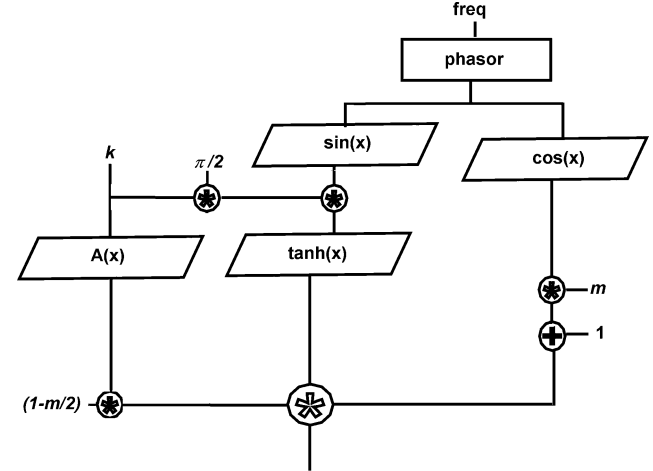 freq
phasor
sin(x)
cos(x)
k
π/2
*
*
A(x)
tanh(x)
*
m
+
1
(1-m/2)
*
*